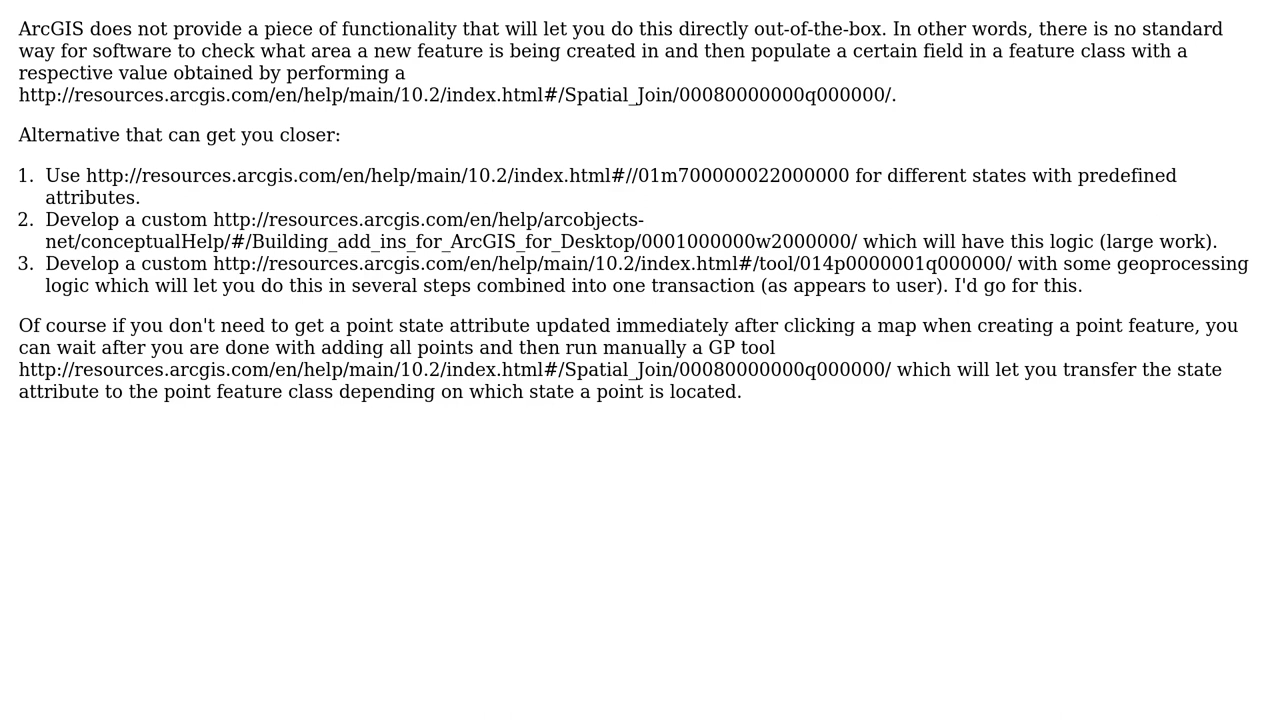 ArcGIS does not provide a piece of functionality that will let you do this directly out-of-the-box. In other words, there is no standard
way for software to check what area a new feature is being created in and then populate a certain field in a feature class with a
respective value obtained by performing a
http://resources.arcgis.com/en/help/main/10.2/index.html#/Spatial_Join/00080000000q000000/.
Alternative that can get you closer:
1. Use http://resources.arcgis.com/en/help/main/10.2/index.html#//01m700000022000000 for different states with predefined
attributes.
2. Develop a custom http://resources.arcgis.com/en/help/arcobjects-
net/conceptualHelp/#/Building_add_ins_for_ArcGIS_for_Desktop/0001000000w2000000/ which will have this logic (large work).
3. Develop a custom http://resources.arcgis.com/en/help/main/10.2/index.html#/tool/014p0000001q000000/ with some geoprocessing
logic which will let you do this in several steps combined into one transaction (as appears to user). I'd go for this.
Of course if you don't need to get a point state attribute updated immediately after clicking a map when creating a point feature, you
can wait after you are done with adding all points and then run manually a GP tool
http://resources.arcgis.com/en/help/main/10.2/index.html#/Spatial_Join/00080000000q000000/ which will let you transfer the state
attribute to the point feature class depending on which state a point is located.